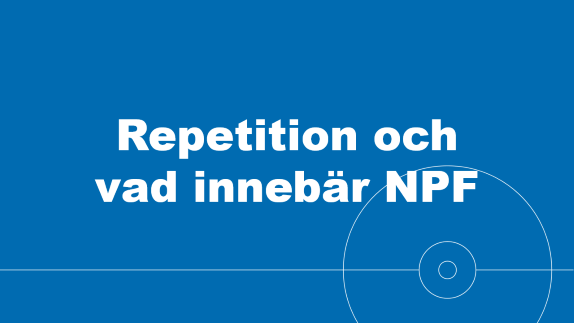 Repetition och
vad innebär NPF